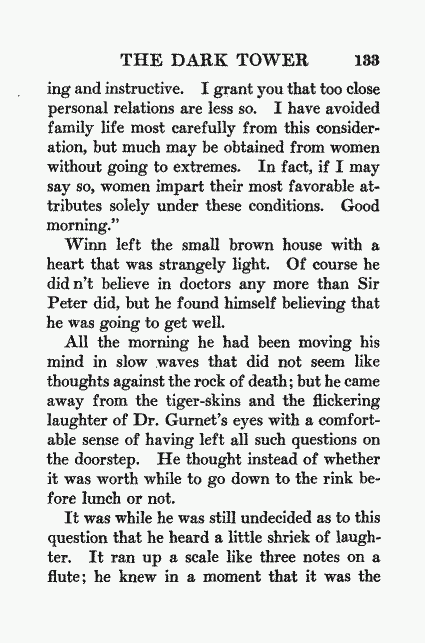 THE DARK TOWER 133
ing and instructive. I grant you that too close
personal relations are less so. I have avoided
family life most carefully from this consider-
ation, but much may be obtained from women
without going to extremes. In fact, if I may
say so, women impart their most favorable at-
tributes solely under these conditions. Good
morning."
Winn left the small brown house with a
heart that was strangely light. Of course he
did n't believe in doctors any more than Sir
Peter did, but he found himself believing that
he was going to get well.
All the morning he had been moving his
mind in slow waves that did not seem like
thoughts against the rock of death; but he came
away from the tiger-skins and the flickering
laughter of Dr. Gurnet's eyes with a comfort-
able sense of having left all such questions on
the doorstep. He thought instead of whether
it was worth while to go down to the rink be-
fore lunch or not.
It was while he was still undecided as to this
question that he heard a little shriek of laugh-
ter. It ran up a scale like three notes on a
flute; he knew in a moment that it was the